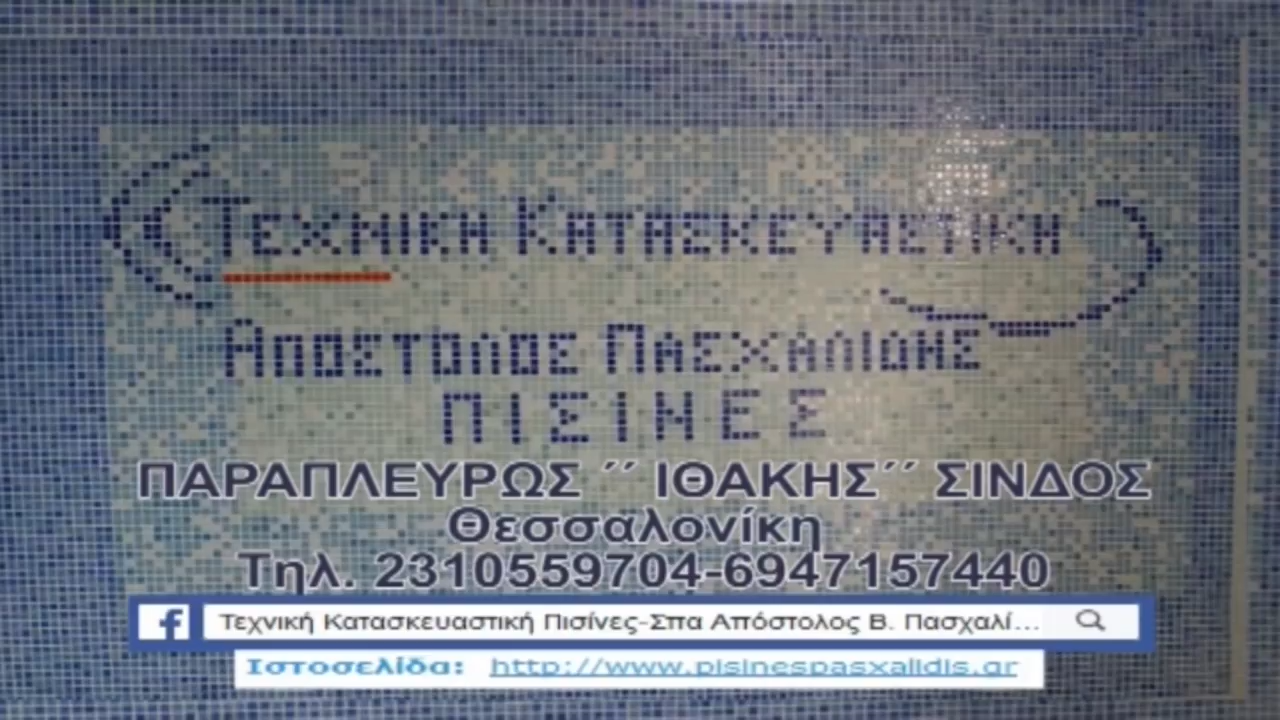 Τεχνικη Κατασκευαστικη
Αποστολος Πασχαλιδης
ΠΙΣΙΝΕΣ
ΠΑΡΑΠΛΕΥΡΩΣ ´´ ΙΘΑΚΗΣ´´ ΣΙΝΔΟΣ
Θεσσαλονίκη
Τηλ. 2310559704-6947157440
f Τεχνική Κατασκευαστική Πισίνες-Σπα Απόστολος Β. Πασχαλί...
Ιστοσελίδα: http://www.pisinespasxalidis.gr